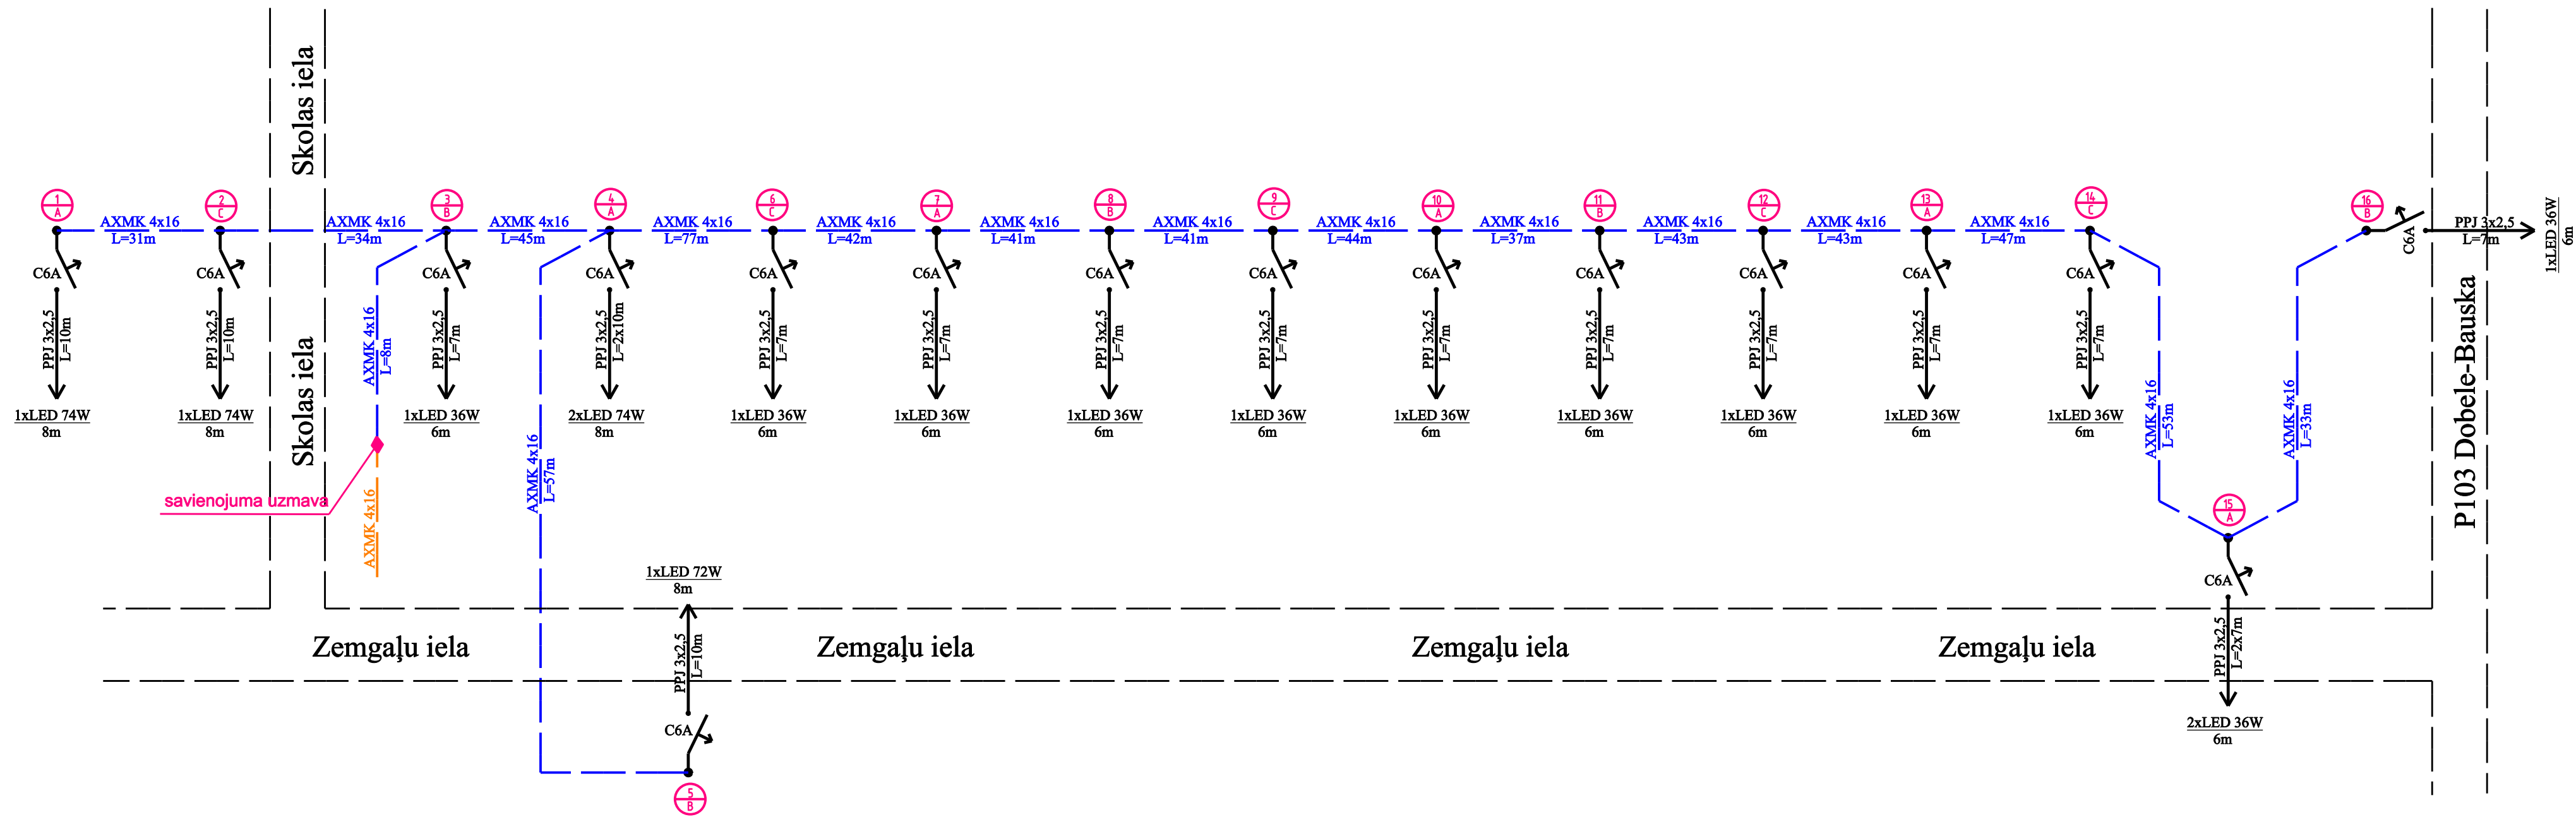 Skolas iela
1
A
2
C
3
B
4
A
6
C
7
A
8
B
9
C
10
A
11
B
12
C
13
A
14
C
16
B
AXMK 4x16
L=31m
AXMK 4x16
L=34m
AXMK 4x16
L=45m
AXMK 4x16
L=77m
AXMK 4x16
L=42m
AXMK 4x16
L=41m
AXMK 4x16
L=41m
AXMK 4x16
L=44m
AXMK 4x16
L=37m
AXMK 4x16
L=43m
AXMK 4x16
L=43m
AXMK 4x16
L=47m
C6A
PPJ 3x2,5
L=7m
1xLED 36W
6m
C6A
C6A
C6A
C6A
C6A
C6A
C6A
C6A
C6A
C6A
C6A
C6A
C6A
PPJ 3x2,5
L=10m
PPJ 3x2,5
L=10m
Skolas iela
AXMK 4x16
L=8m
PPJ 3x2,5
L=7m
PPJ 3x2,5
L=2x10m
PPJ 3x2,5
L=7m
PPJ 3x2,5
L=7m
PPJ 3x2,5
L=7m
PPJ 3x2,5
L=7m
PPJ 3x2,5
L=7m
PPJ 3x2,5
L=7m
PPJ 3x2,5
L=7m
PPJ 3x2,5
L=7m
PPJ 3x2,5
L=7m
1xLED 74W
8m
1xLED 74W
8m
1xLED 36W
6m
2xLED 74W
8m
1xLED 36W
6m
1xLED 36W
6m
1xLED 36W
6m
1xLED 36W
6m
1xLED 36W
6m
1xLED 36W
6m
1xLED 36W
6m
1xLED 36W
6m
1xLED 36W
6m
AXMK 4x16
L=53m
AXMK 4x16
L=33m
P103 Dobele-Bauska
savienojuma uzmava
AXMK 4x16
AXMK 4x16
L=57m
15
A
C6A
1xLED 72W
8m
PPJ 3x2,5
L=10m
Zemgaļu iela
Zemgaļu iela
Zemgaļu iela
Zemgaļu iela
PPJ 3x2,5
L=2x7m
C6A
2xLED 36W
6m
5
B